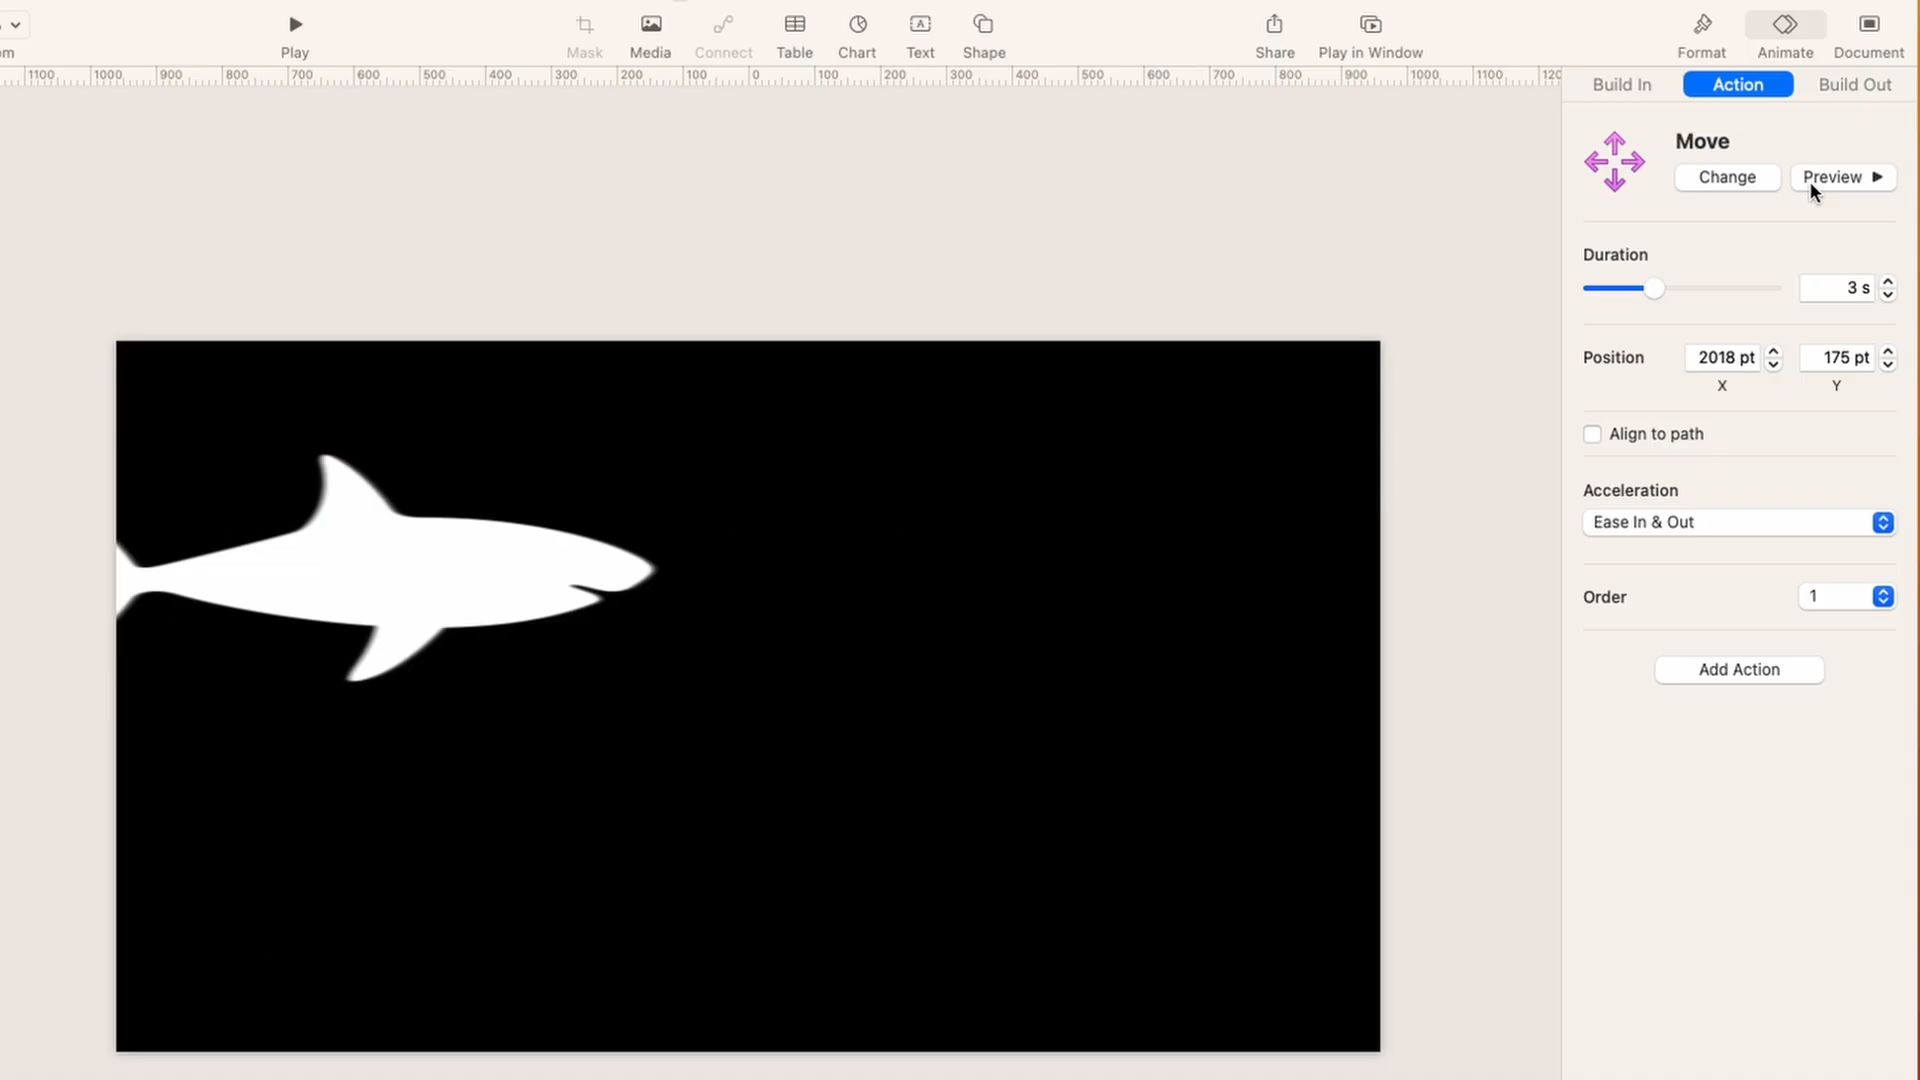 om
Play
Mask
Media
Connect
Table
Chart
Text
Shape
Share
Play in Window
Format
Animate
Document
1100 1000 900 800 700 600 500 400 300 200 100 0 100 200 300 400 500 600 700 800 900 1000 1100 120
Build In Action Build Out
Move
Change Preview
Duration
3 s
Position 2018 pt 175 pt
X Y
Align to path
Acceleration
Ease In & Out
Order 1
Add Action